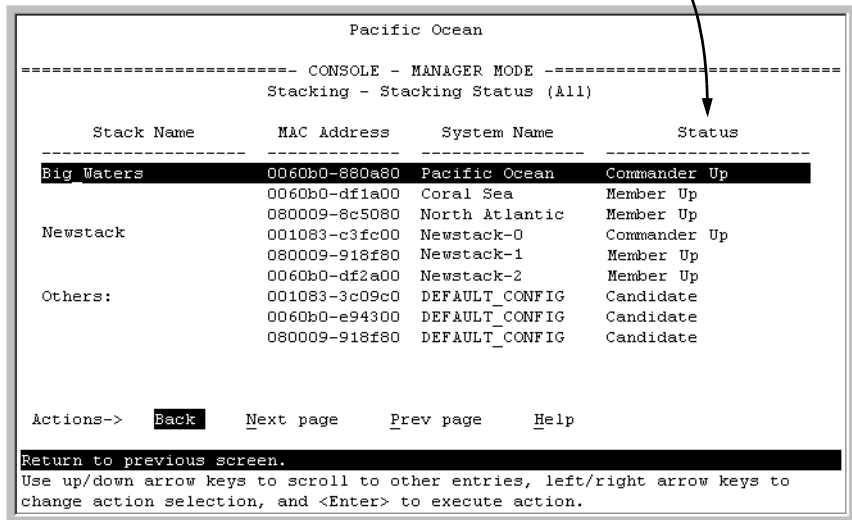 Pacific Ocean
==========================- CONSOLE - MANAGER MODE -============================
Stacking - Stacking Status (All)
Stack Name MAC Address System Name Status
-------------------- ------------- ---------------- --------------------
Big Waters 0060b0-880a80 Pacific Ocean Commander Up
0060b0-df1a00 Coral Sea Member Up
080009-8c5080 North Atlantic Member Up
Newstack 001083-c3fc00 Newstack-0 Commander Up
080009-918f80 Newstack-1 Member Up
0060b0-df2a00 Newstack-2 Member Up
Others: 001083-3c09c0 DEFAULT_CONFIG Candidate
0060b0-e94300 DEFAULT_CONFIG Candidate
080009-918f80 DEFAULT_CONFIG Candidate
Actions-> Back Next page Prev page Help
Return to previous screen.
Use up/down arrow keys to scroll to other entries, left/right arrow keys to
change action selection, and <Enter> to execute action.